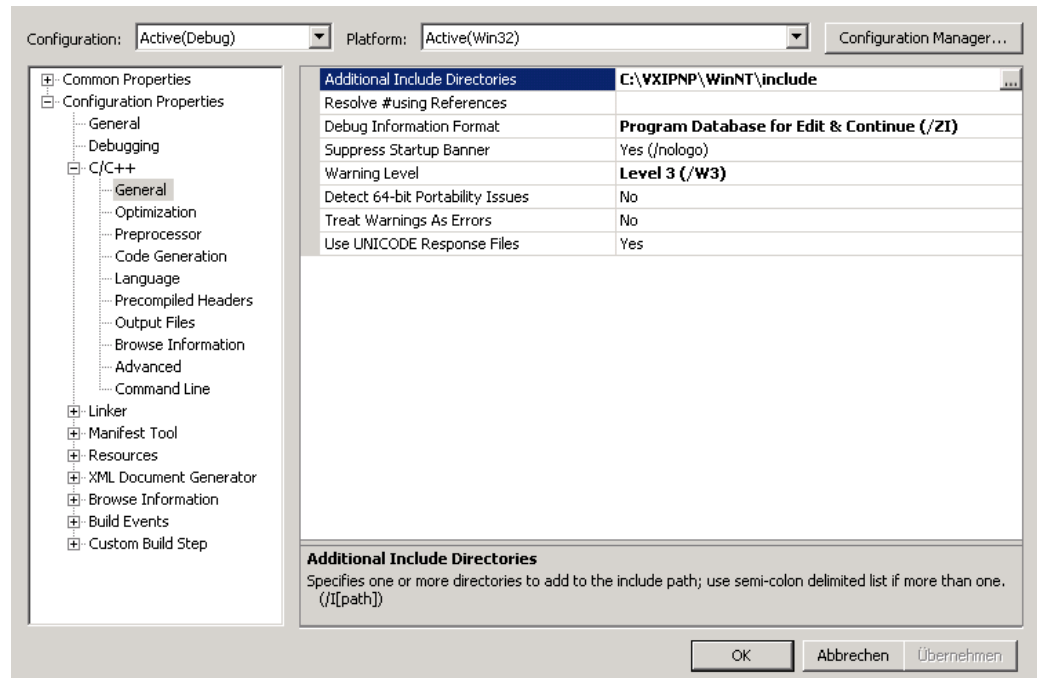 Configuration: Active(Debug) Platform: Active(Win32) Configuration Manager...
Common Properties
Configuration Properties
General
Debugging
C/C++
General
Optimization
Preprocessor
Code Generation
Language
Precompiled Headers
Output Files
Browse Information
Advanced
Command Line
Linker
Manifest Tool
Resources
XML Document Generator
Browse Information
Build Events
Custom Build Step
Additional Include Directories C:\VXIPNP\WinNT\include ...
Resolve #using References
Debug Information Format Program Database for Edit & Continue (/ZI)
Suppress Startup Banner Yes (/nologo)
Warning Level Level 3 (/W3)
Detect 64-bit Portability Issues No
Treat Warnings As Errors No
Use UNICODE Response Files Yes
Additional Include Directories
Specifies one or more directories to add to the include path; use semi-colon delimited list if more than one.
(/I[path])
OK Abbrechen Übernehmen